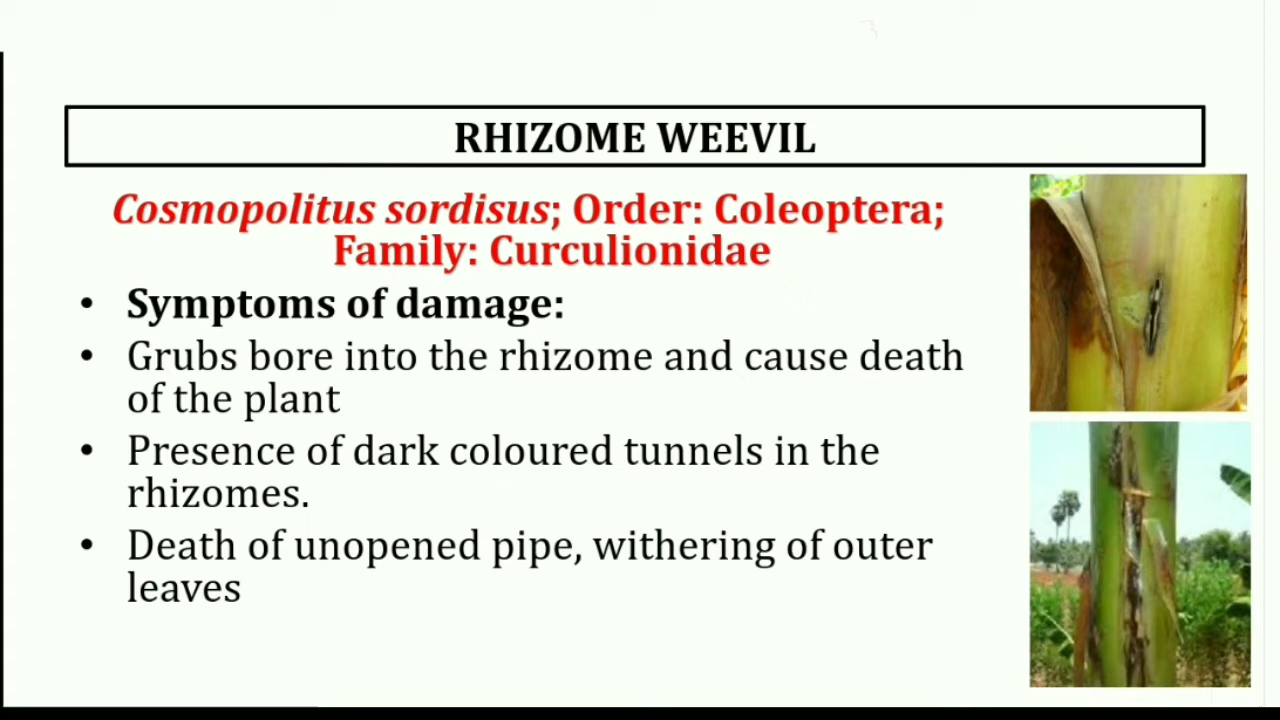 RHIZOME WEEVIL
Cosmopolitus sordisus; Order: Coleoptera;
Family: Curculionidae
• Symptoms of damage:
• Grubs bore into the rhizome and cause death
of the plant
• Presence of dark coloured tunnels in the
rhizomes.
• Death of unopened pipe, withering of outer
leaves